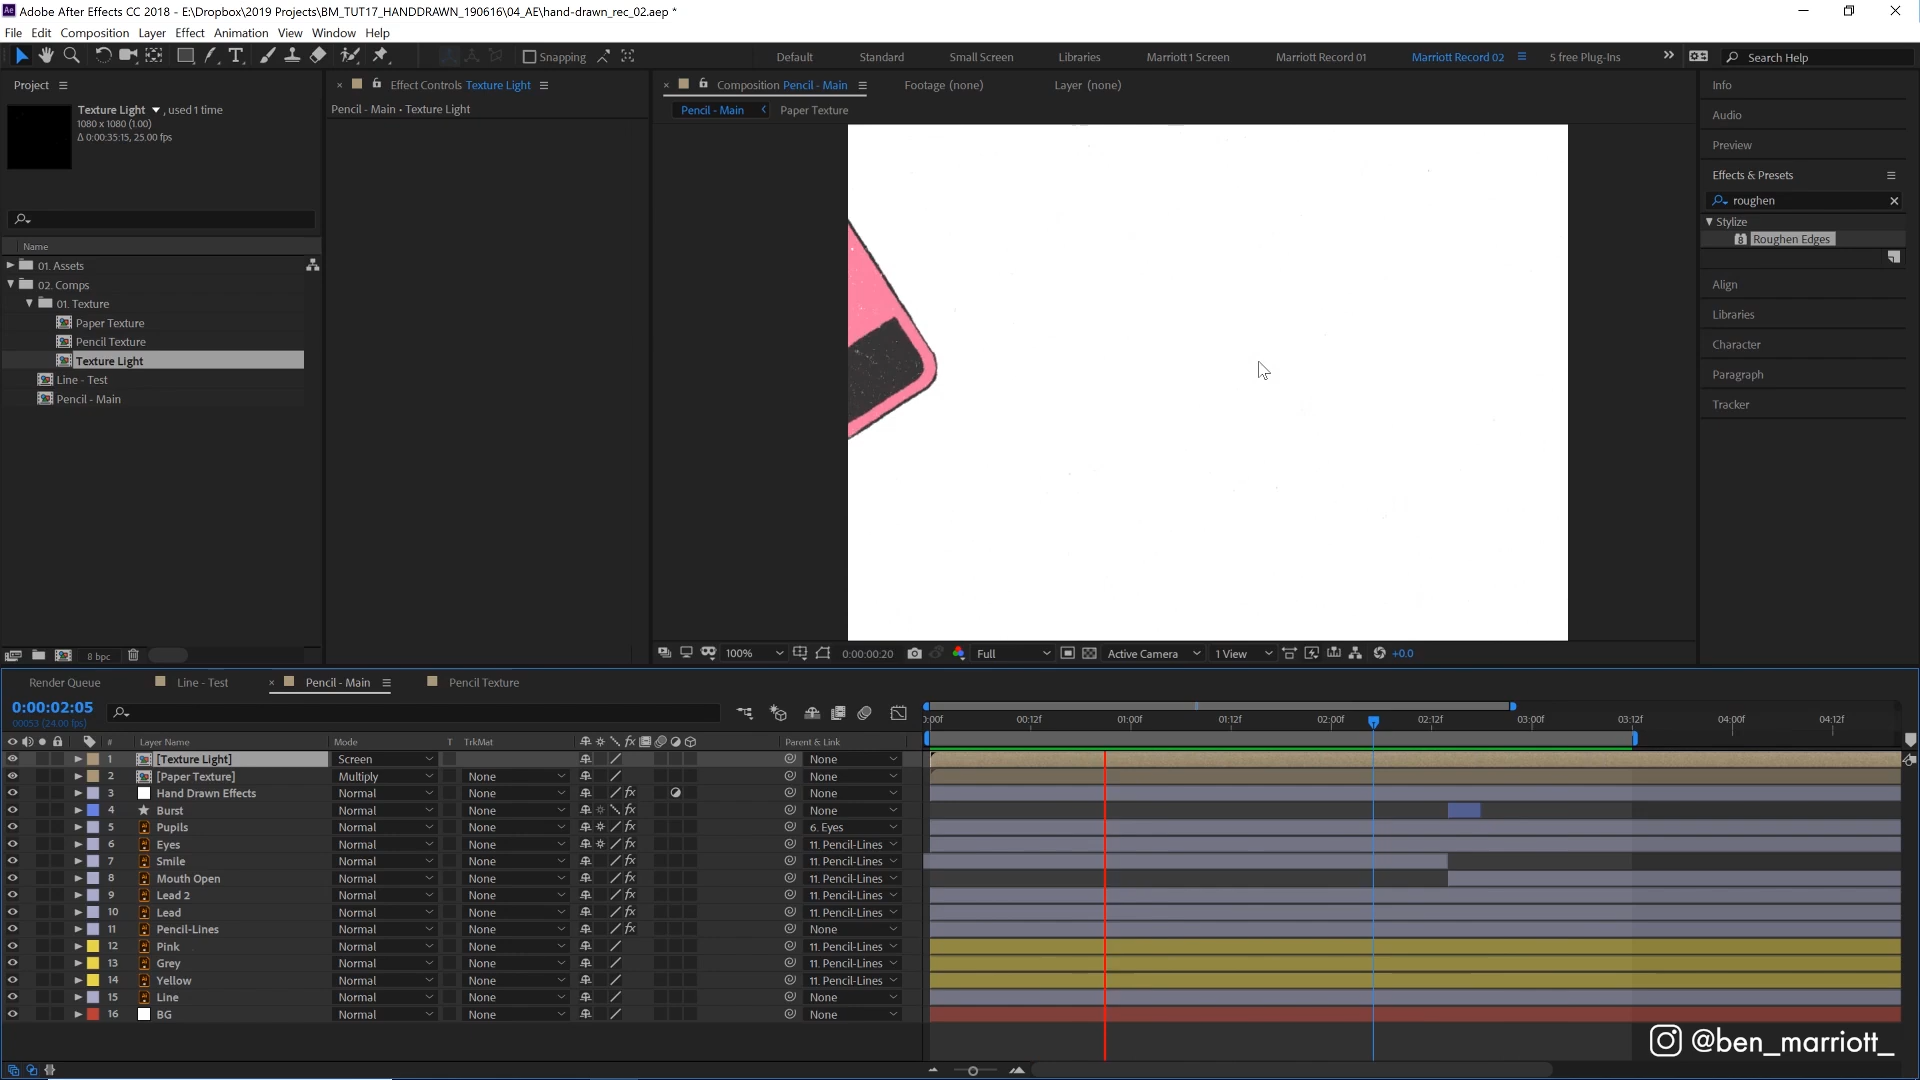 Adobe After Effects CC 2018 - E:\Dropbox\2019 Projects\BM_TUT17_HANDDRAWN_190616\04_AE\hand-drawn_rec_02.aep *
File Edit Composition Layer Effect Animation View Window Help
Snapping
Default Standard Small Screen Libraries Marriott 1 Screen Marriott Record 01 Marriott Record 02 5 free Plug-Ins
Search Help
Project
Texture Light , used 1 time
1080 x 1080 (1.00)
Δ 0:00:35:15, 25.00 fps
Name
01. Assets
02. Comps
01. Texture
Paper Texture
Pencil Texture
Texture Light
Line - Test
Pencil - Main
8 bpc
Effect Controls Texture Light
Pencil - Main • Texture Light
Composition Pencil - Main
Footage (none)
Layer (none)
Pencil - Main
Paper Texture
100%
0:00:00:20
Full
Active Camera
1 View
+0.0
Info
Audio
Preview
Effects & Presets
roughen
Stylize
Roughen Edges
Align
Libraries
Character
Paragraph
Tracker
Render Queue Line - Test Pencil - Main Pencil Texture
0:00:02:05
00053 (24.00 fps)
:00f 00:12f 01:00f 01:12f 02:00f 02:12f 03:00f 03:12f 04:00f 04:12f
# Layer Name Mode T TrkMat Parent & Link
1 [Texture Light] Screen None
2 [Paper Texture] Multiply None None
3 Hand Drawn Effects Normal None fx None
4 Burst Normal None fx None
5 Pupils Normal None fx 6. Eyes
6 Eyes Normal None fx 11. Pencil-Lines
7 Smile Normal None fx 11. Pencil-Lines
8 Mouth Open Normal None fx 11. Pencil-Lines
9 Lead 2 Normal None fx 11. Pencil-Lines
10 Lead Normal None fx 11. Pencil-Lines
11 Pencil-Lines Normal None fx None
12 Pink Normal None 11. Pencil-Lines
13 Grey Normal None 11. Pencil-Lines
14 Yellow Normal None 11. Pencil-Lines
15 Line Normal None None
16 BG Normal None None
@ben_marriott_